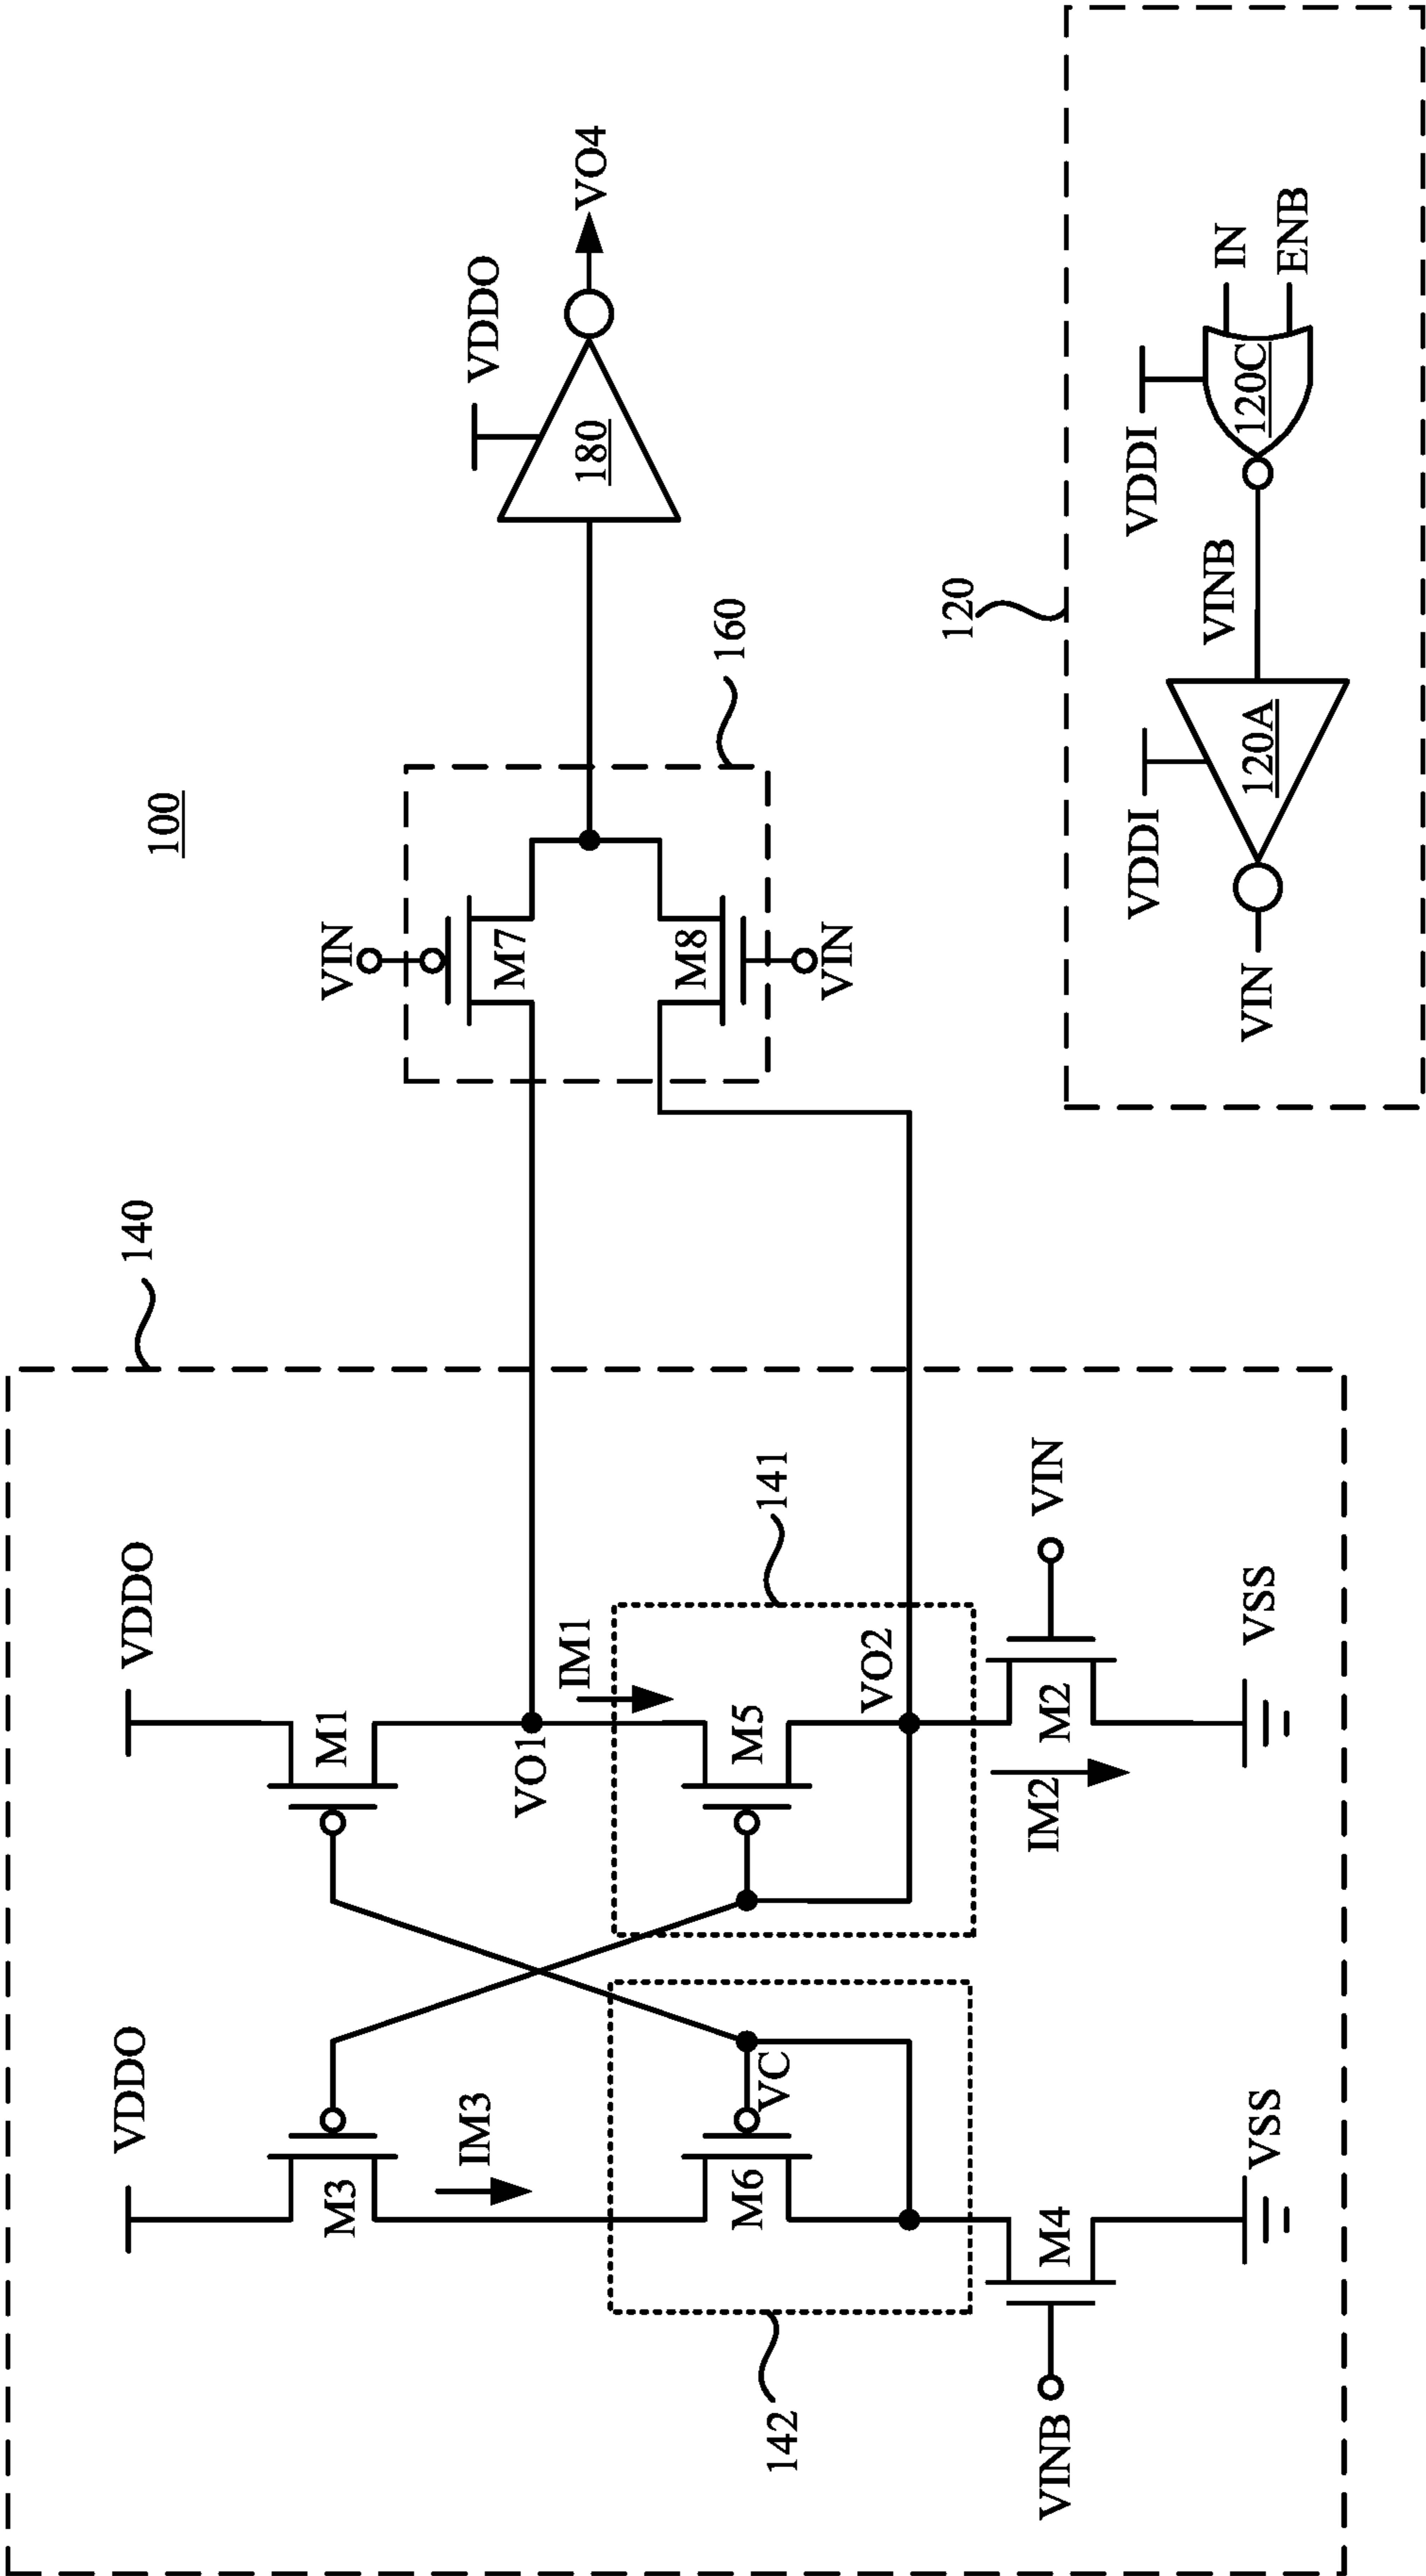 100
140
VDDO
VDDO
M3
M1
IM3
VO1
IM1
141
142
M6
VC
M5
VO2
VINB
M4
IM2
M2
VIN
VSS
VSS
VIN
M7
M8
VIN
160
VDDO
180
VO4
120
VDDI
VDDI
VIN
120A
VINB
120C
IN
ENB